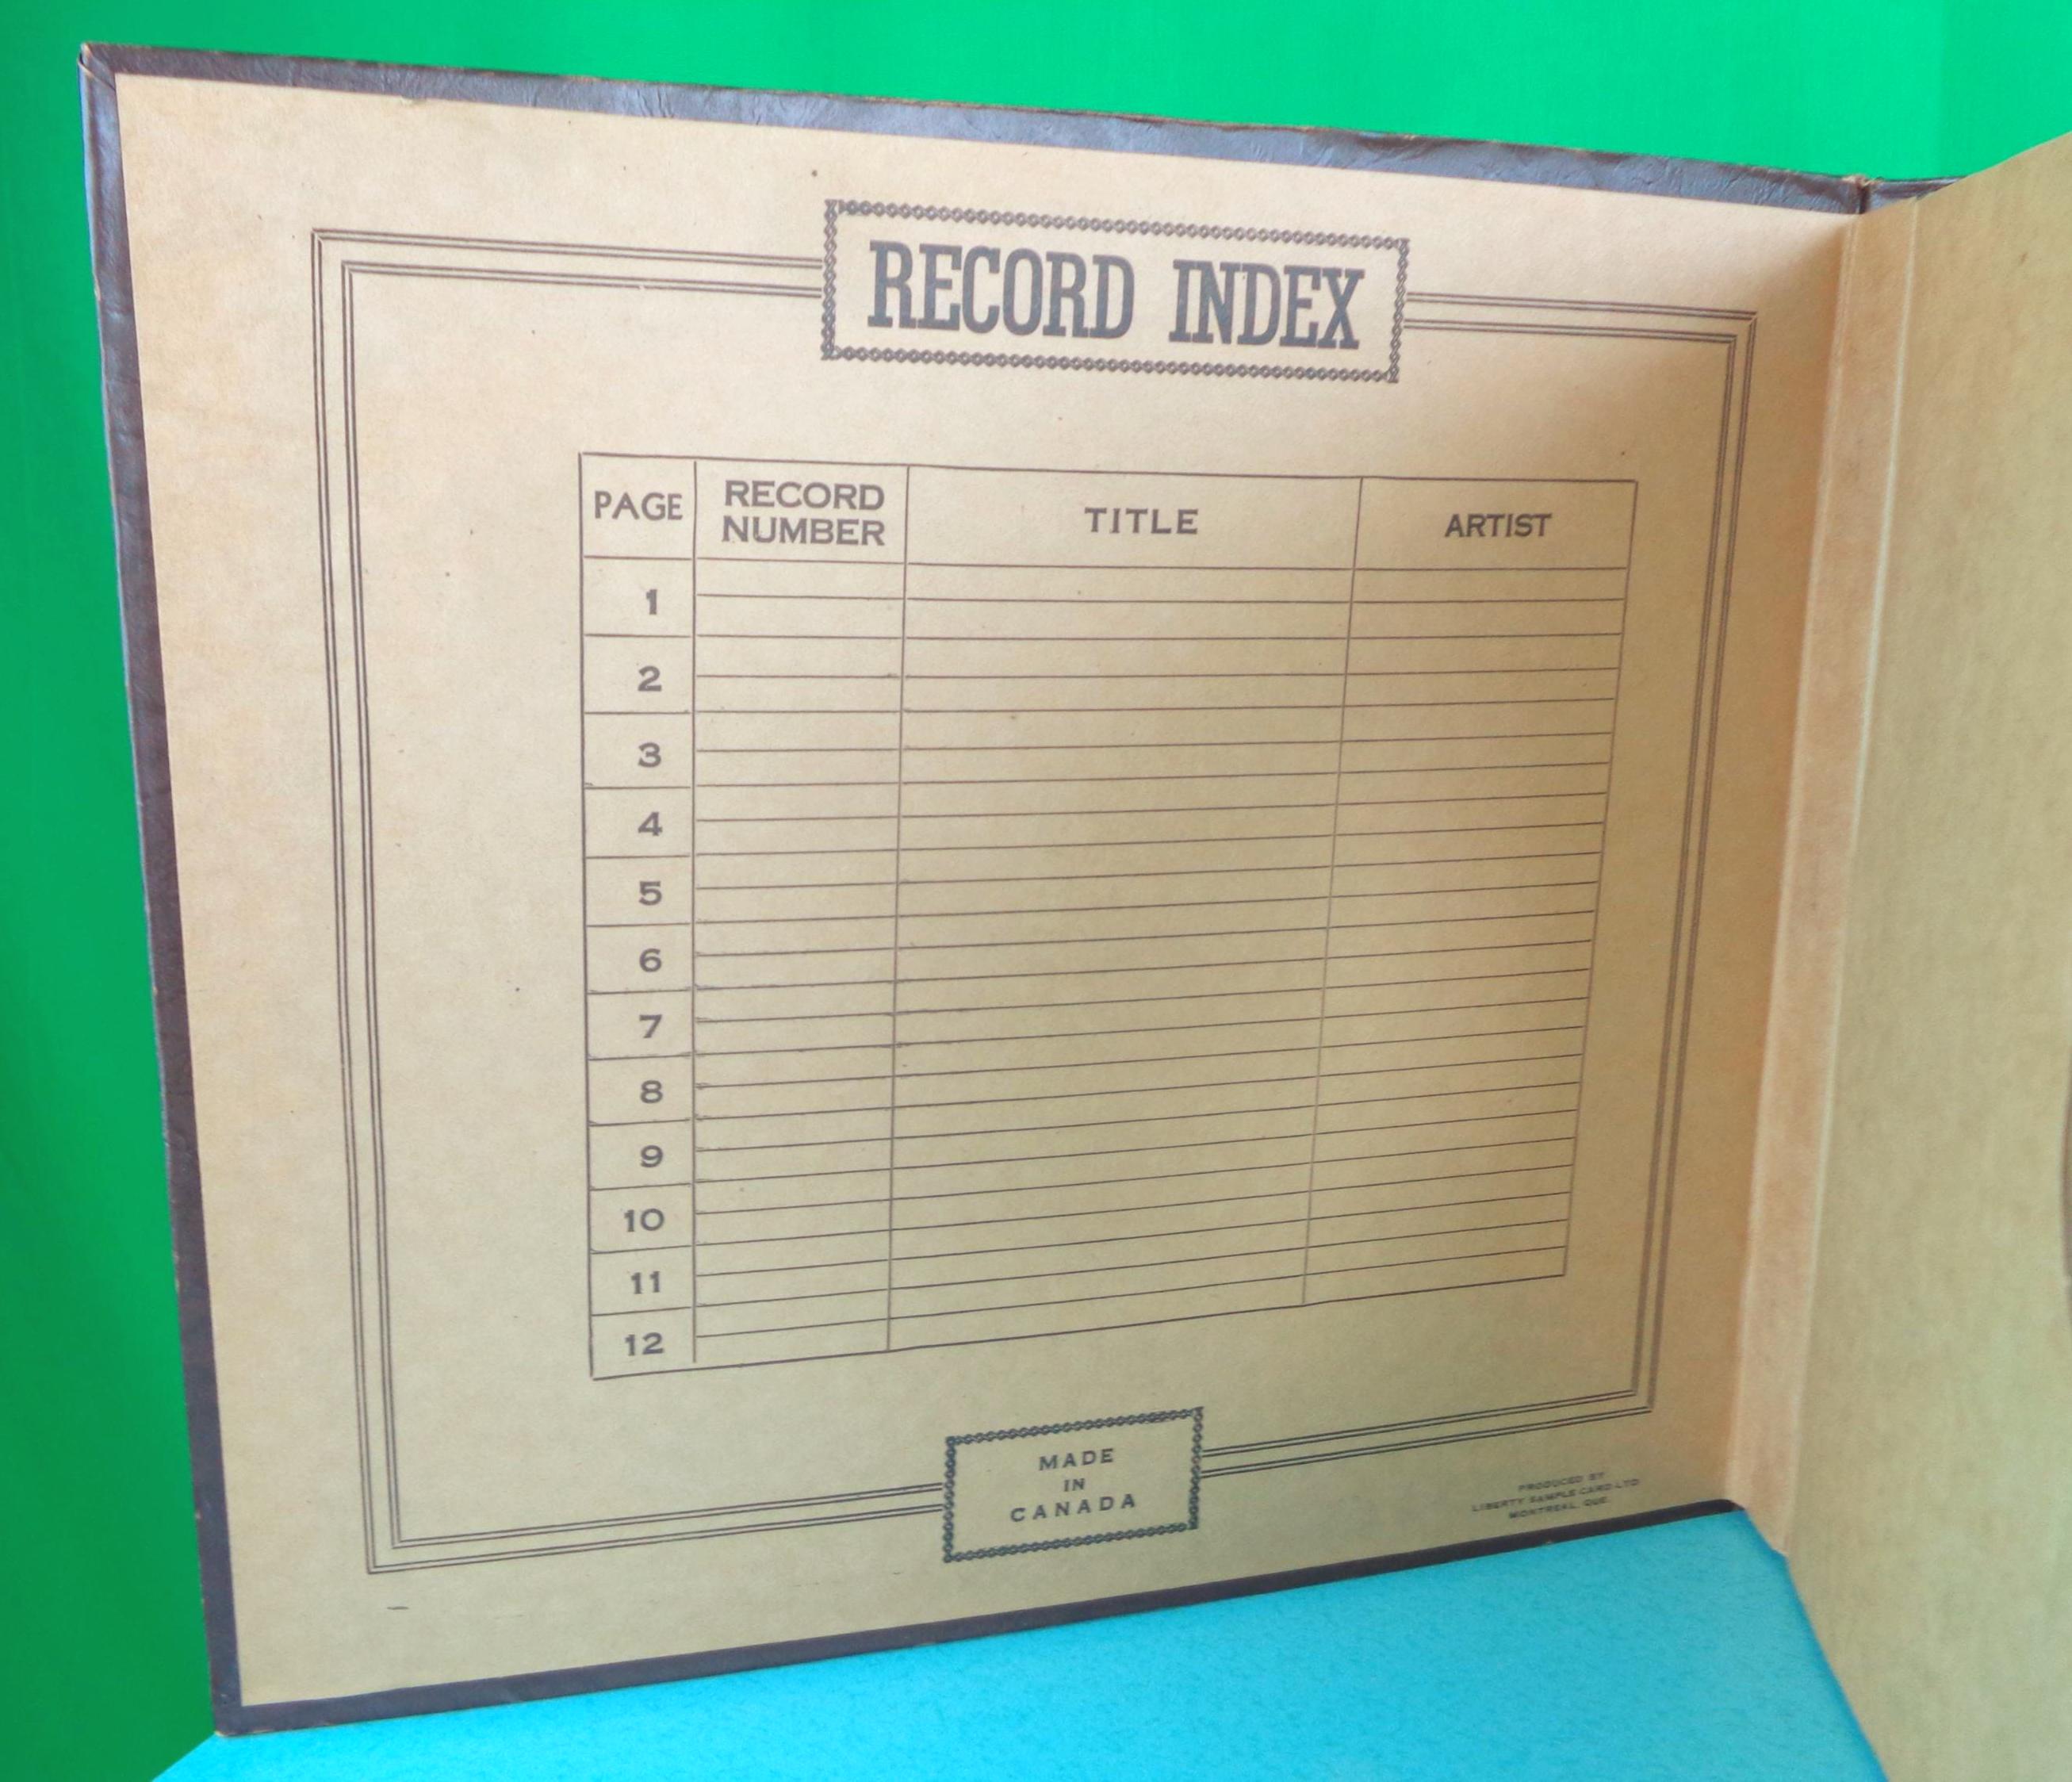 RECORD INDEX
PAGE RECORD NUMBER TITLE ARTIST
1
2
3
4
5
6
7
8
9
10
11
12
MADE
IN
CANADA
PRODUCED BY
LIBERTY SAMPLE CARD LTD
MONTREAL, QUE.